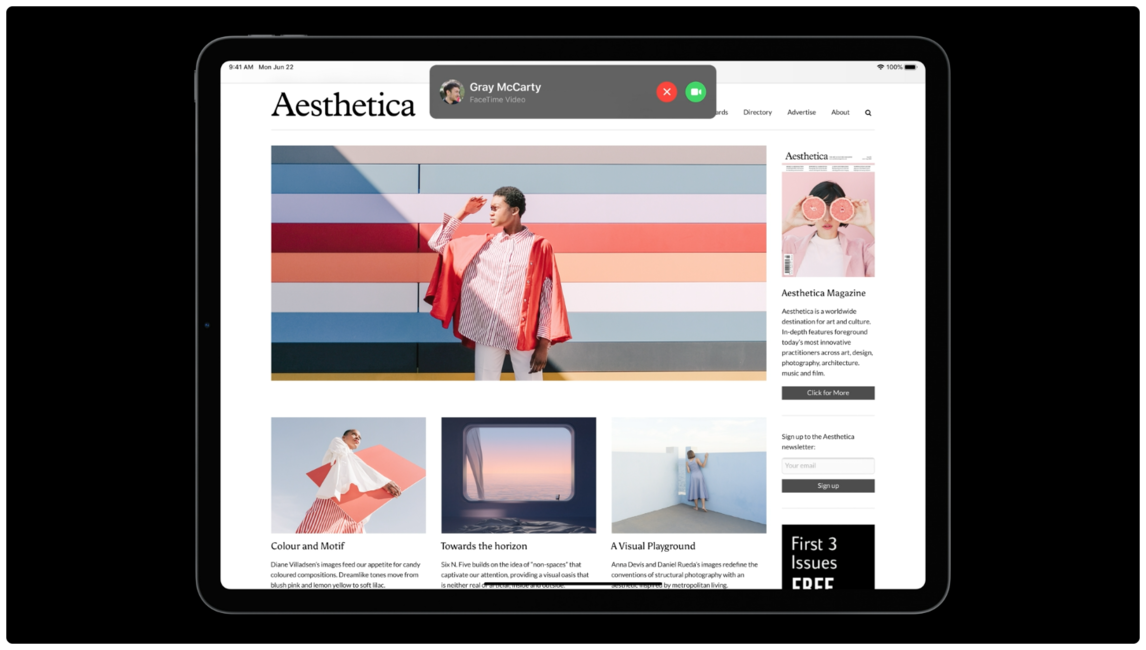 9:41 AM Mon Jun 22
100%
Gray McCarty
FaceTime Video
Aesthetica
Directory
Advertise
About
Aesthetica
Aesthetica Magazine
Aesthetica is a worldwide
destination for art and culture.
In-depth features foreground
today's most innovative
practitioners across art, design,
photography, architecture,
music and film.
Click for More
Sign up to the Aesthetica
newsletter:
Your email
Sign up
First 3
Issues
FREE
Colour and Motif
Diane Villadsen's images feed our appetite for candy
coloured compositions. Dreamlike tones move from
blush pink and lemon yellow to soft lilac.
Towards the horizon
Six N. Five builds on the idea of "non-spaces" that
captivate our attention, providing a visual oasis that
is neither real or artificial, inside and outside.
A Visual Playground
Anna Devis and Daniel Rueda's images redefine the
conventions of structural photography with an
aesthetic inspired by metropolitan living.